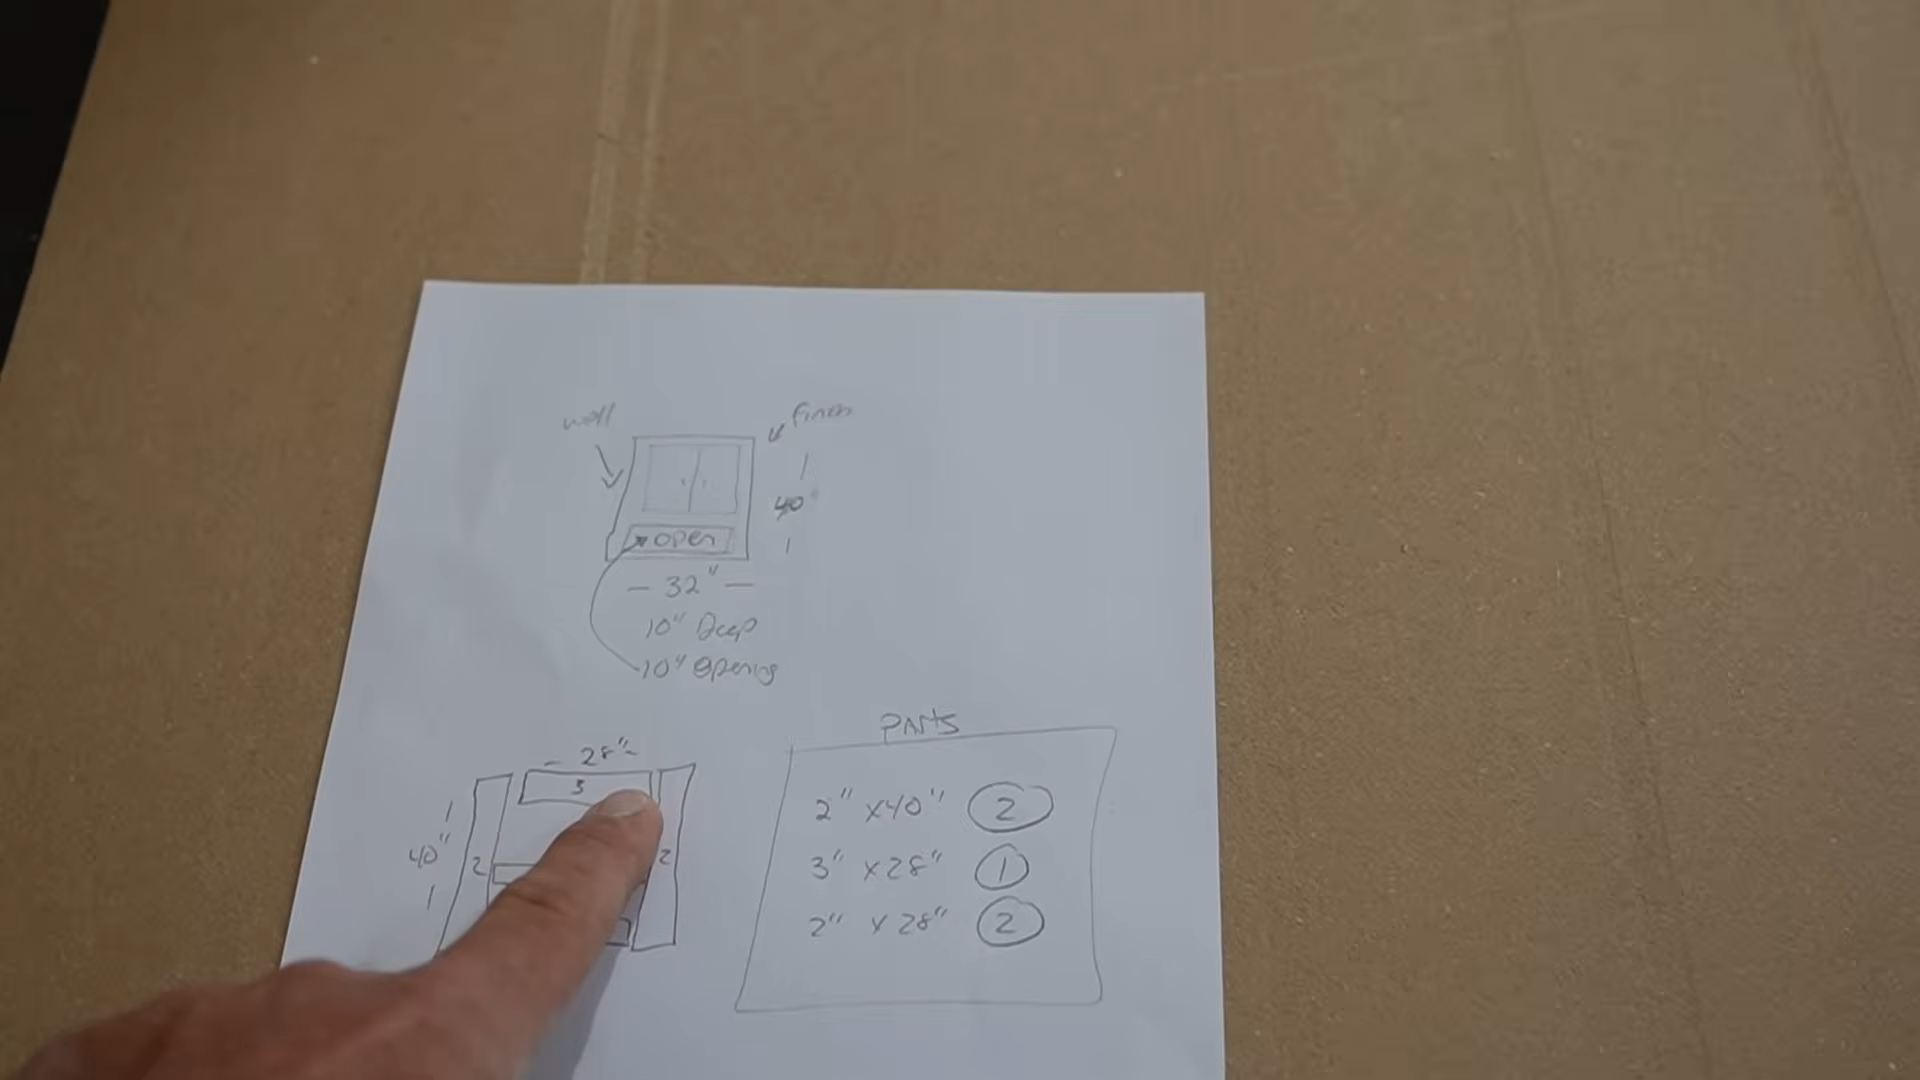 wall
finish
40"
open
- 32" -
10" Deep
10" Opening
- 28" -
3
40"
2
2
Parts
2" x 40" 2
3" x 28" 1
2" x 28" 2